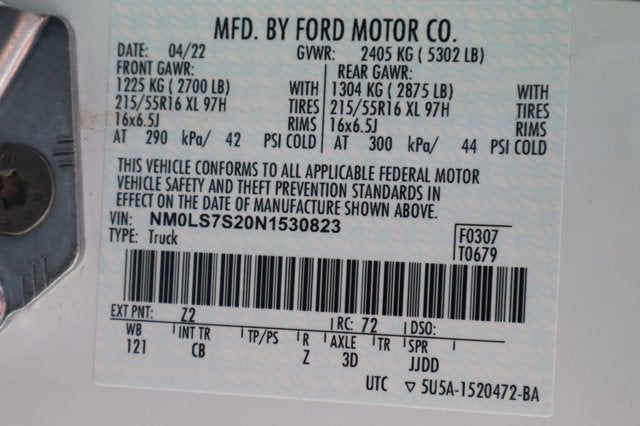 MFD. BY FORD MOTOR CO.
DATE: 04/22 GVWR: 2405 KG ( 5302 LB)
FRONT GAWR: REAR GAWR:
1225 KG ( 2700 LB) WITH 1304 KG ( 2875 LB) WITH
215/55R16 XL 97H TIRES 215/55R16 XL 97H TIRES
16x6.5J RIMS 16x6.5J RIMS
AT 290 kPa/ 42 PSI COLD AT 300 kPa/ 44 PSI COLD
THIS VEHICLE CONFORMS TO ALL APPLICABLE FEDERAL MOTOR
VEHICLE SAFETY AND THEFT PREVENTION STANDARDS IN
EFFECT ON THE DATE OF MANUFACTURE SHOWN ABOVE.
VIN: NM0LS7S20N1530823
TYPE: Truck F0307
T0679
EXT PNT: Z2 RC: 72 DSO:
WB INT TR TP/PS R AXLE TR SPR
121 CB Z 3D JJDD
UTC ▽ 5U5A-1520472-BA